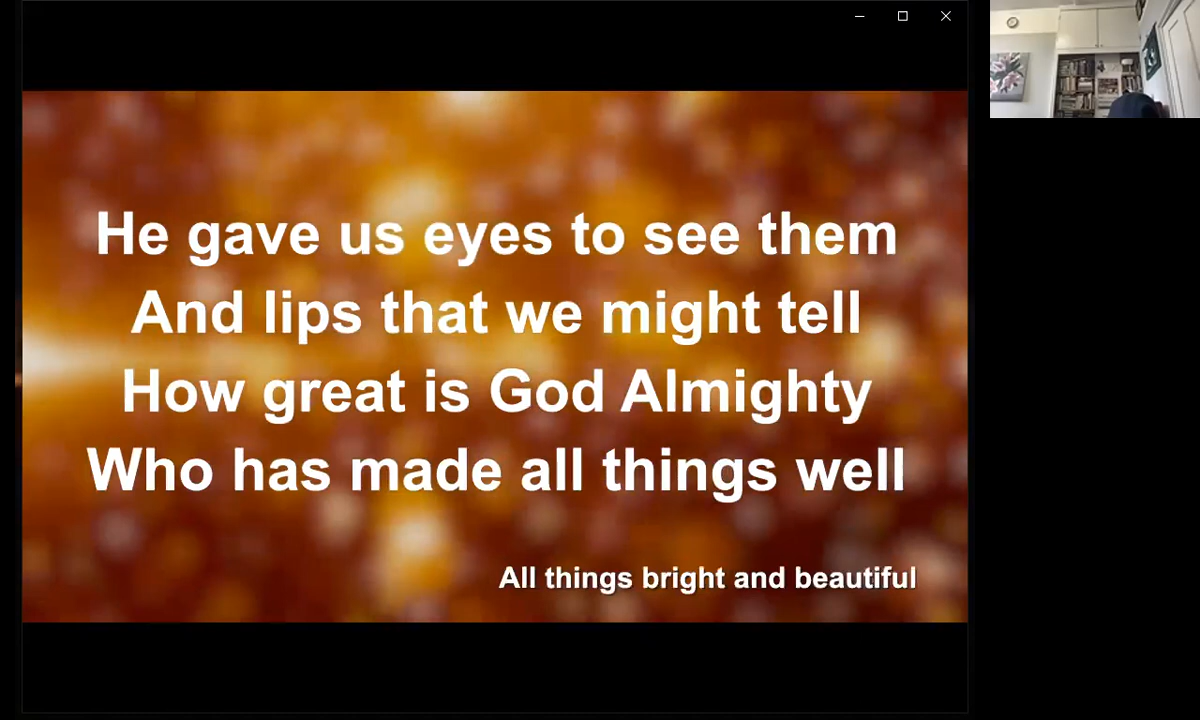 He gave us eyes to see them
And lips that we might tell
How great is God Almighty
Who has made all things well
All things bright and beautiful